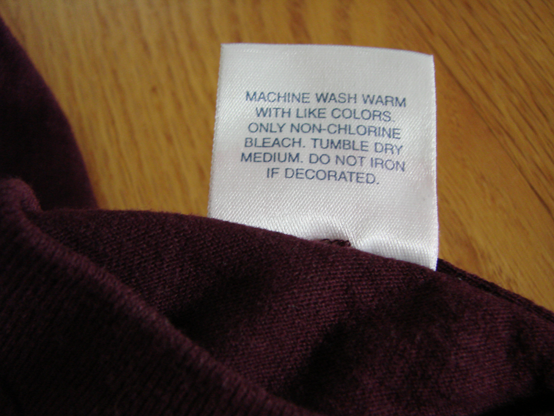 MACHINE WASH WARM
WITH LIKE COLORS.
ONLY NON-CHLORINE
BLEACH. TUMBLE DRY
MEDIUM. DO NOT IRON
IF DECORATED.